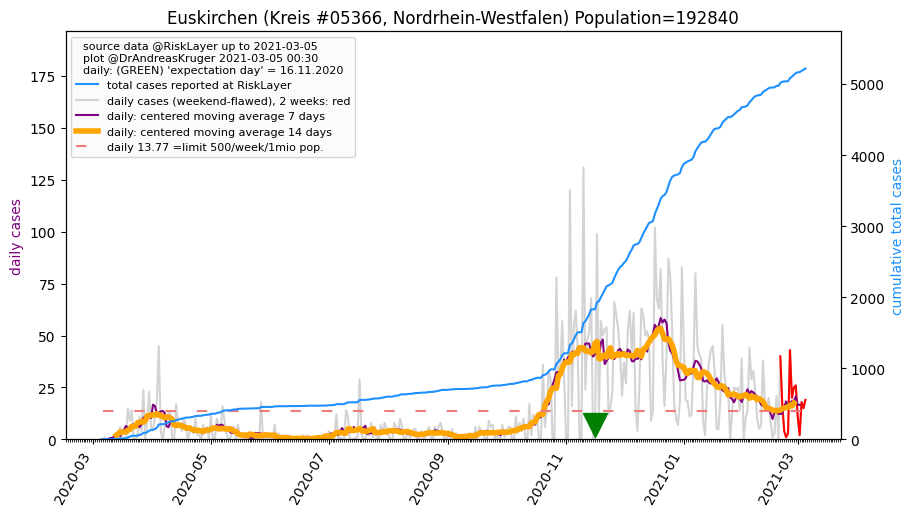 Euskirchen (Kreis #05366, Nordrhein-Westfalen) Population=192840
source data @RiskLayer up to 2021-03-05
plot @DrAndreasKruger 2021-03-05 00:30
daily: (GREEN) 'expectation day' = 16.11.2020
total cases reported at RiskLayer
daily cases (weekend-flawed), 2 weeks: red
daily: centered moving average 7 days
daily: centered moving average 14 days
daily 13.77 =limit 500/week/1mio pop.
daily cases
175
150
125
100
75
50
25
0
cumulative total cases
5000
4000
3000
2000
1000
0
2020-03
2020-05
2020-07
2020-09
2020-11
2021-01
2021-03